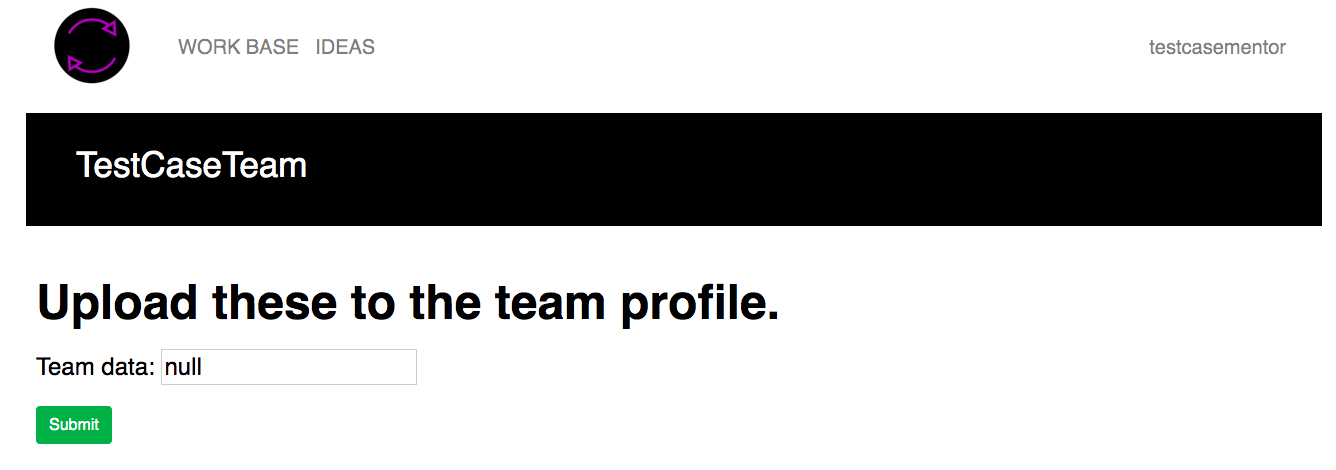 WORK BASE IDEAS testcasementor
TestCaseTeam
Upload these to the team profile.
Team data: null
Submit